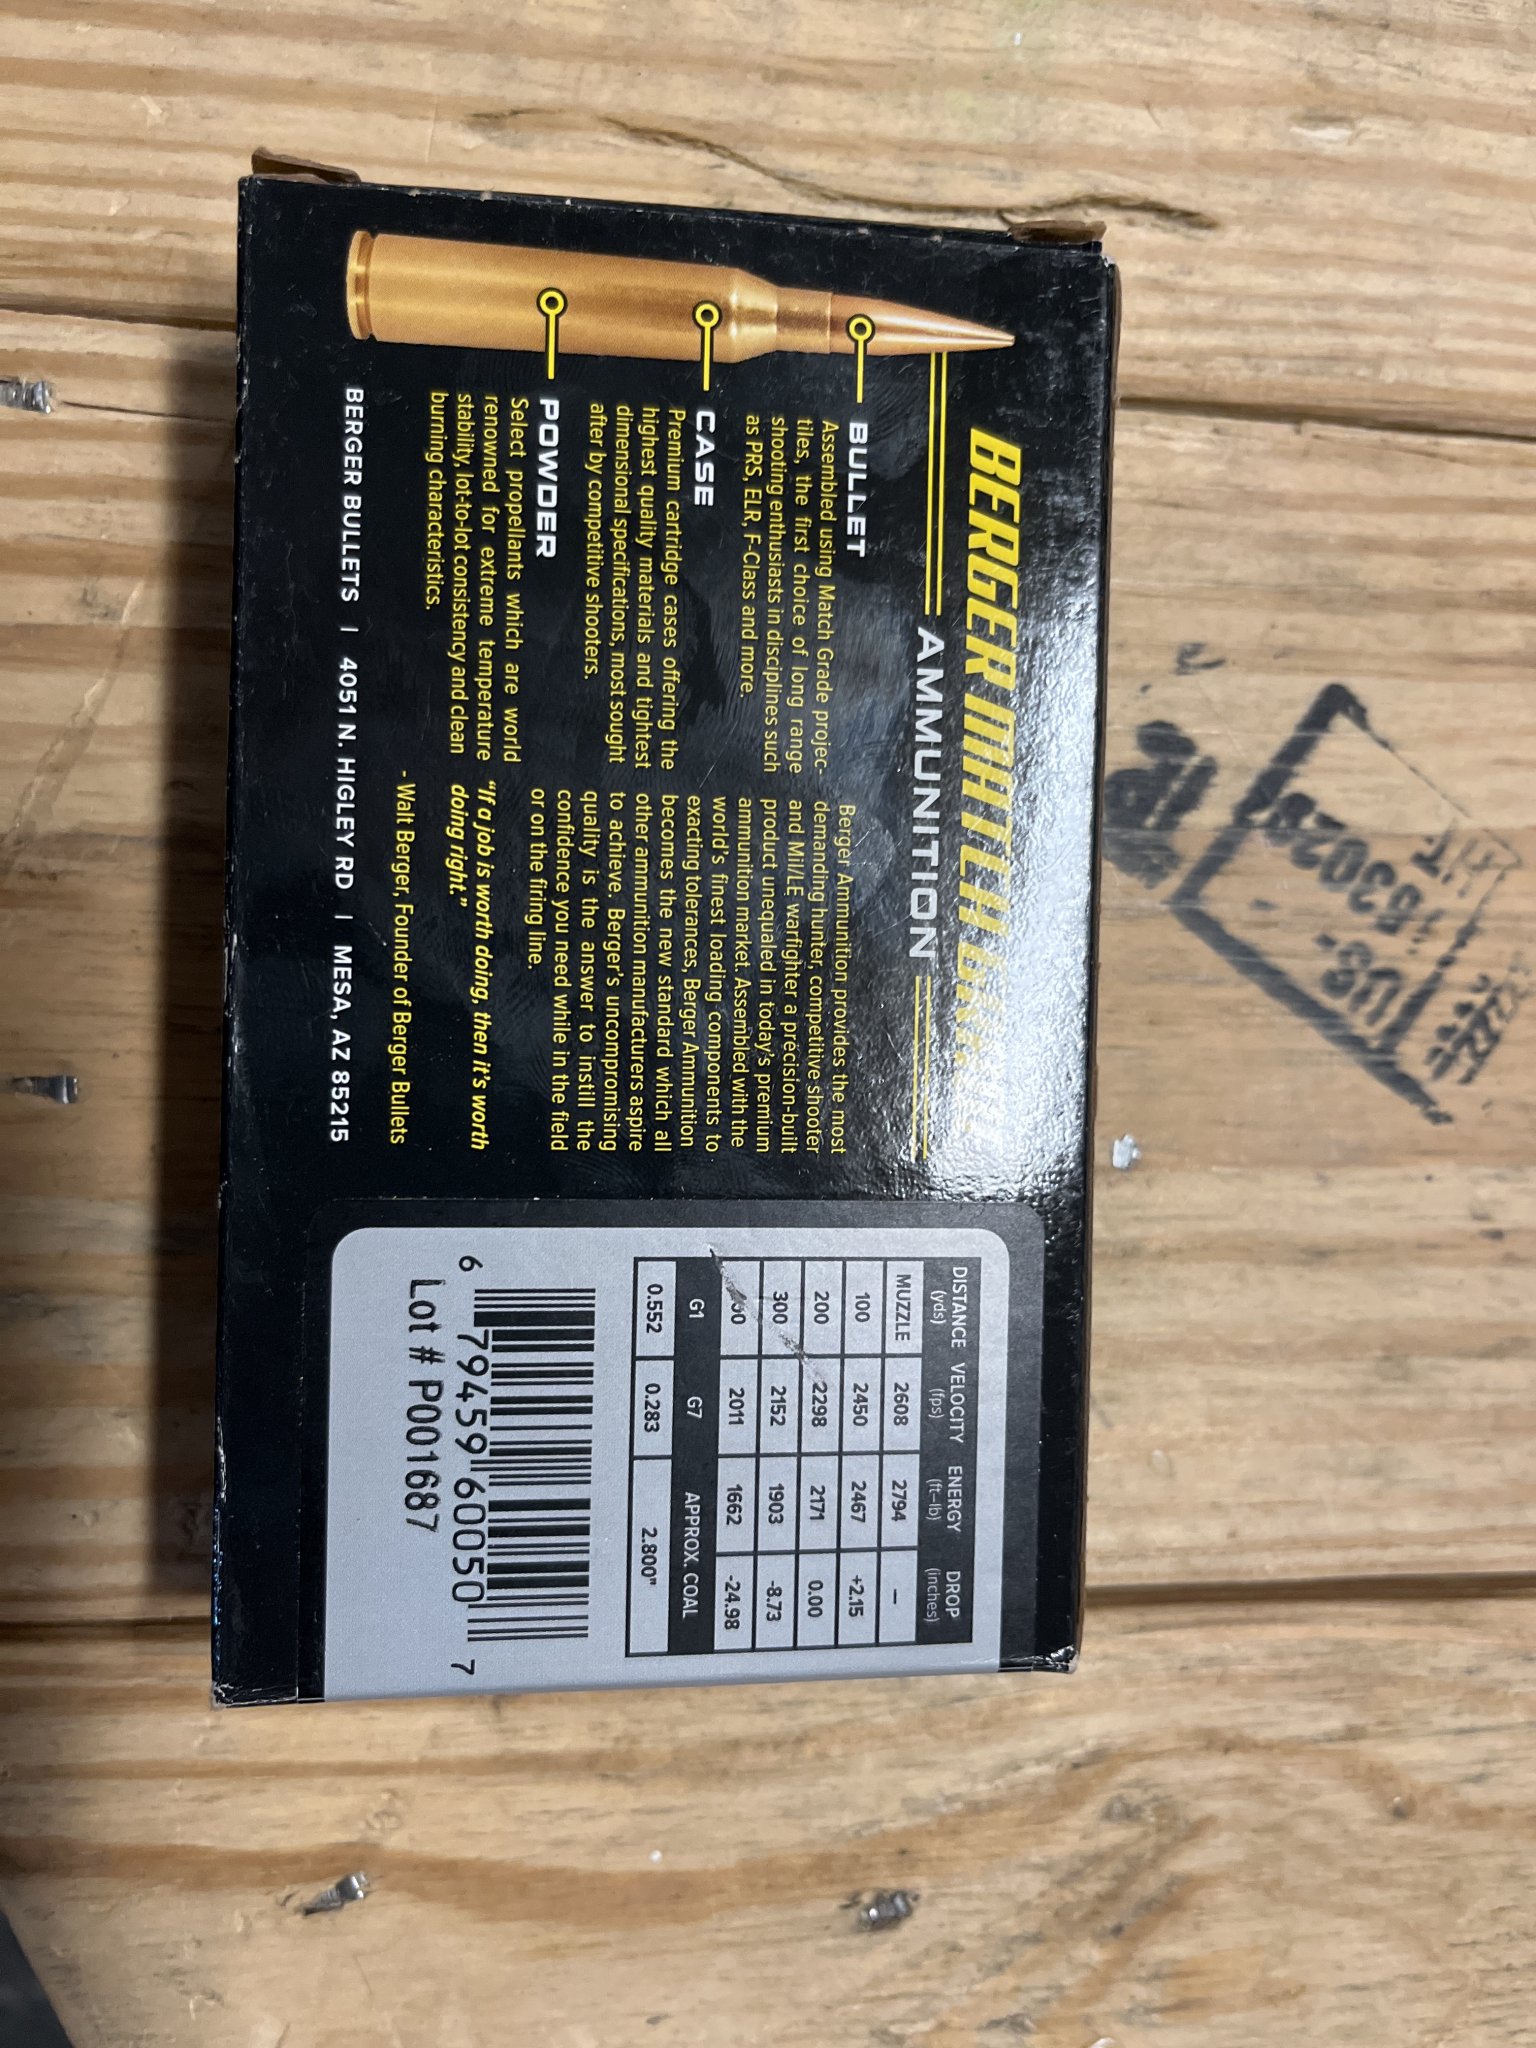 BERGER MATCH
AMMUNITION
BULLET
Assembled using Match Grade projec-
tiles, the first choice of long range
shooting enthusiasts in disciplines such
as PRS, ELR, F-Class and more.
CASE
Premium cartridge cases offering the
highest quality materials and tightest
dimensional specifications, most sought
after by competitive shooters.
POWDER
Select propellants which are world
renowned for extreme temperature
stability, lot-to-lot consistency and clean
burning characteristics.
Berger Ammunition provides the most
demanding hunter, competitive shooter
and Mil/LE warfighter a precision-built
product unequaled in today's premium
ammunition market. Assembled with the
world's finest loading components to
exacting tolerances, Berger Ammunition
becomes the new standard which all
other ammunition manufacturers aspire
to achieve. Berger's uncompromising
quality is the answer to instill the
confidence you need while in the field
or on the firing line.
"If a job is worth doing, then it's worth
doing right."
- Walt Berger, Founder of Berger Bullets
BERGER BULLETS | 4051 N. HIGLEY RD | MESA, AZ 85215
DISTANCE VELOCITY ENERGY DROP
(yds) (fps) (ft-lb) (inches)
MUZZLE 2608 2794 –
100 2450 2467 +2.15
200 2298 2171 0.00
300 2152 1903 -8.73
2011 1662 -24.98
G1 G7 APPROX. COAL
0.552 0.283 2.800"
6 79459 60050 7
Lot # P001687
US-